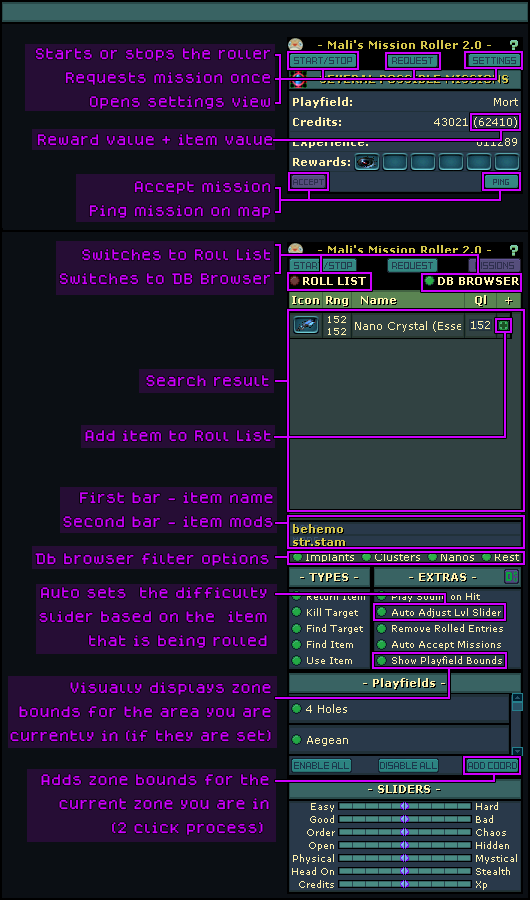 - Mali's Mission Roller 2.0 -
?
Starts or stops the roller
START/STOP
REQUEST
SETTINGS
Requests mission once
SEVERAL POSSIBLE MISSIONS
Opens settings view
Playfield:
Mort
Credits:
43021 (62410)
Reward value + item value
Experience:
611289
Rewards:
Accept mission
ACCEPT
PING
Ping mission on map
Switches to Roll List
- Mali's Mission Roller 2.0 -
?
START/STOP
REQUEST
MISSIONS
Switches to DB Browser
ROLL LIST
DB BROWSER
Icon
Rng
Name
Ql
+
152
152
Nano Crystal (Esse
152
Search result
Add item to Roll List
First bar - item name
Second bar - item mods
behemo
str.stam
Db browser filter options
Implants
Clusters
Nanos
Rest
- TYPES -
- EXTRAS -
Auto sets the difficulty
slider based on the item
that is being rolled
Return Item
Kill Target
Find Target
Find Item
Use Item
Play Sound on Hit
Auto Adjust Lvl Slider
Remove Rolled Entries
Auto Accept Missions
Show Playfield Bounds
Visually displays zone
bounds for the area you are
currently in (if they are set)
- Playfields -
4 Holes
Aegean
ENABLE ALL
DISABLE ALL
ADD COORD
Adds zone bounds for the
current zone you are in
(2 click process)
- SLIDERS -
Easy
Hard
Good
Bad
Order
Chaos
Open
Hidden
Physical
Mystical
Head On
Stealth
Credits
Xp